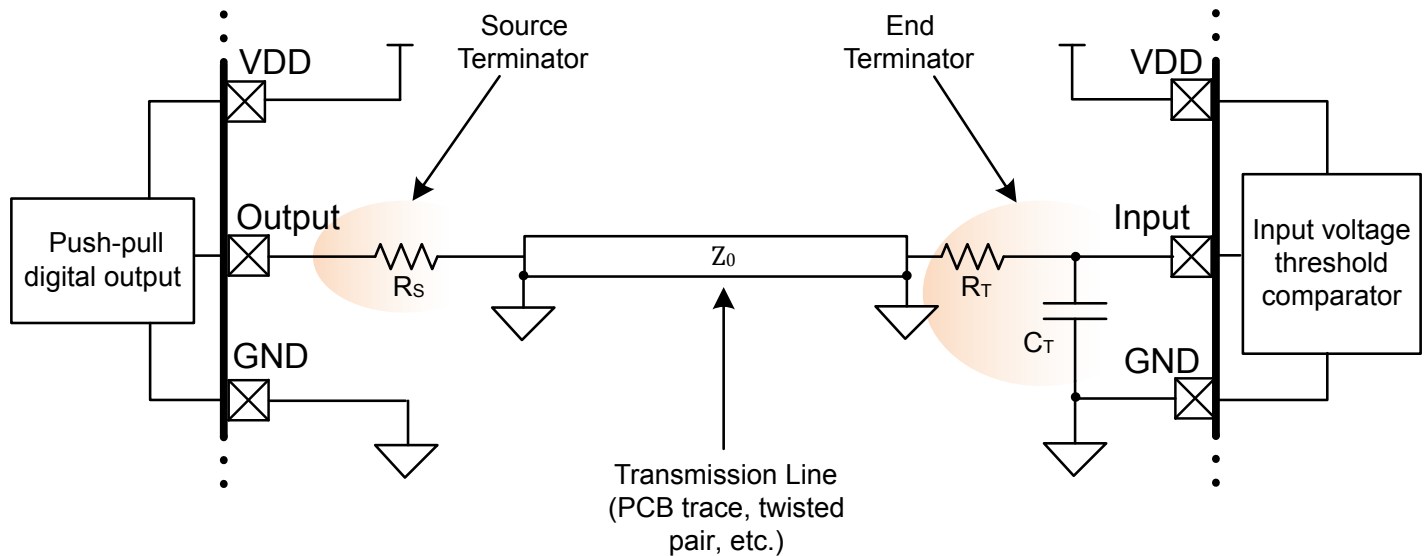 Source
Terminator
End
Terminator
VDD
VDD
Output
Input
Push-pull
digital output
Input voltage
threshold
comparator
Z0
RS
RT
CT
GND
GND
Transmission Line
(PCB trace, twisted
pair, etc.)